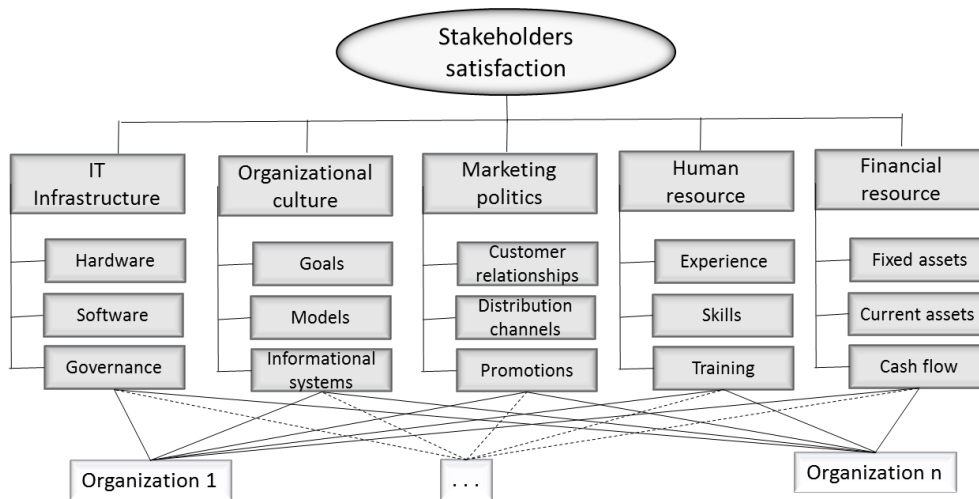 Stakeholders
satisfaction
IT
Infrastructure
Organizational
culture
Marketing
politics
Human
resource
Financial
resource
Hardware
Goals
Customer
relationships
Experience
Fixed assets
Software
Models
Distribution
channels
Skills
Current assets
Governance
Informational
systems
Promotions
Training
Cash flow
Organization 1
...
Organization n